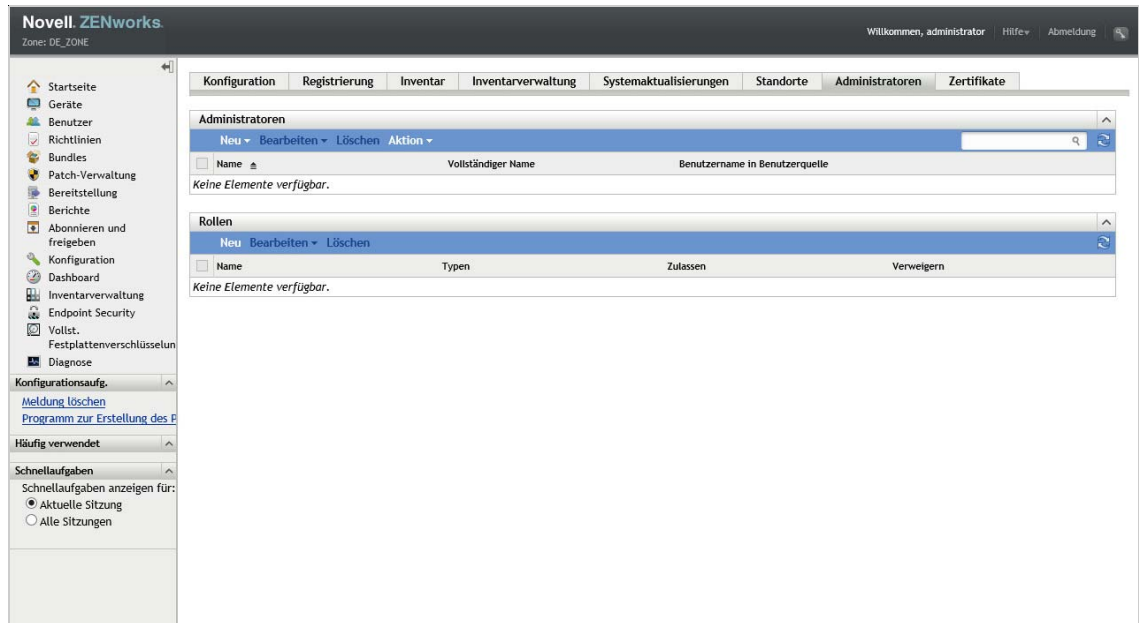 Novell ZENworks
Zone: DE_ZONE
Willkommen, administrator Hilfe Abmeldung
Startseite
Geräte
Benutzer
Richtlinien
Bundles
Patch-Verwaltung
Bereitstellung
Berichte
Abonnieren und
freigeben
Konfiguration
Dashboard
Inventarverwaltung
Endpoint Security
Vollst.
Festplattenverschlüsselun
Diagnose
Konfigurationsaufg.
Meldung löschen
Programm zur Erstellung des P
Häufig verwendet
Schnellaufgaben
Schnellaufgaben anzeigen für:
Aktuelle Sitzung
Alle Sitzungen
Konfiguration Registrierung Inventar Inventarverwaltung Systemaktualisierungen Standorte Administratoren Zertifikate
Administratoren
Neu Bearbeiten Löschen Aktion
Name Vollständiger Name Benutzername in Benutzerquelle
Keine Elemente verfügbar.
Rollen
Neu Bearbeiten Löschen
Name Typen Zulassen Verweigern
Keine Elemente verfügbar.